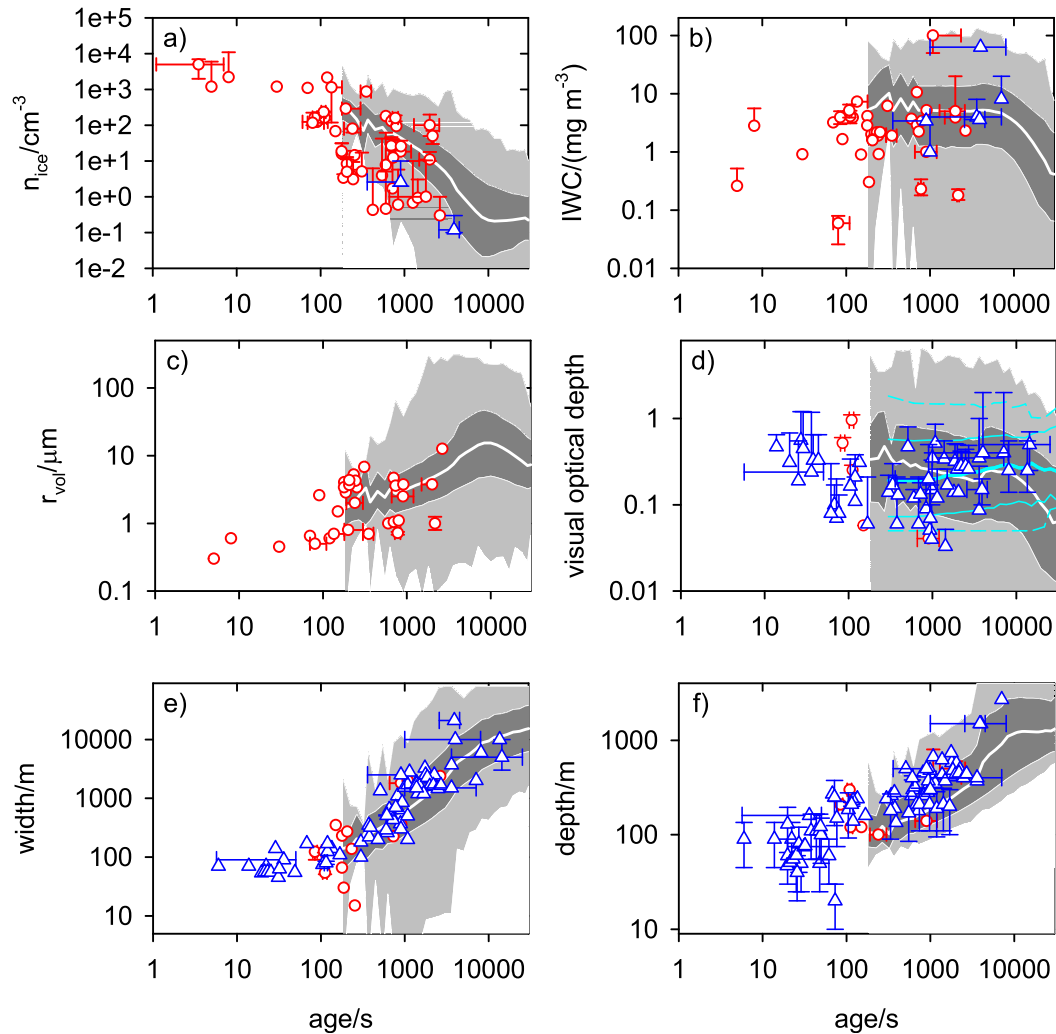 a)
n_ice/cm^-3
1e+5
1e+4
1e+3
1e+2
1e+1
1e+0
1e-1
1e-2
1 10 100 1000 10000
b)
IWC/(mg m^-3)
100
10
1
0.1
0.01
1 10 100 1000 10000
c)
r_vol/µm
100
10
1
0.1
1 10 100 1000 10000
d)
visual optical depth
1
0.1
0.01
1 10 100 1000 10000
e)
width/m
10000
1000
100
10
1 10 100 1000 10000
age/s
f)
depth/m
1000
100
10
1 10 100 1000 10000
age/s